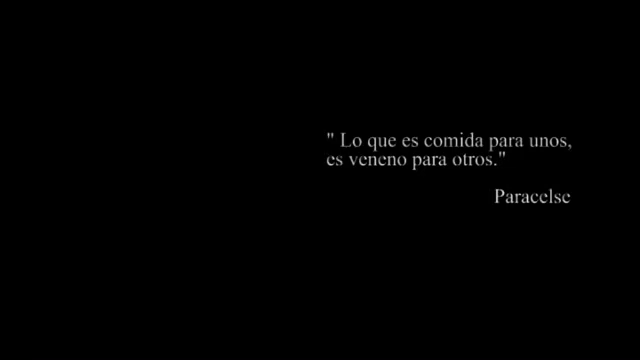 " Lo que es comida para unos,
es veneno para otros."
Paracelse